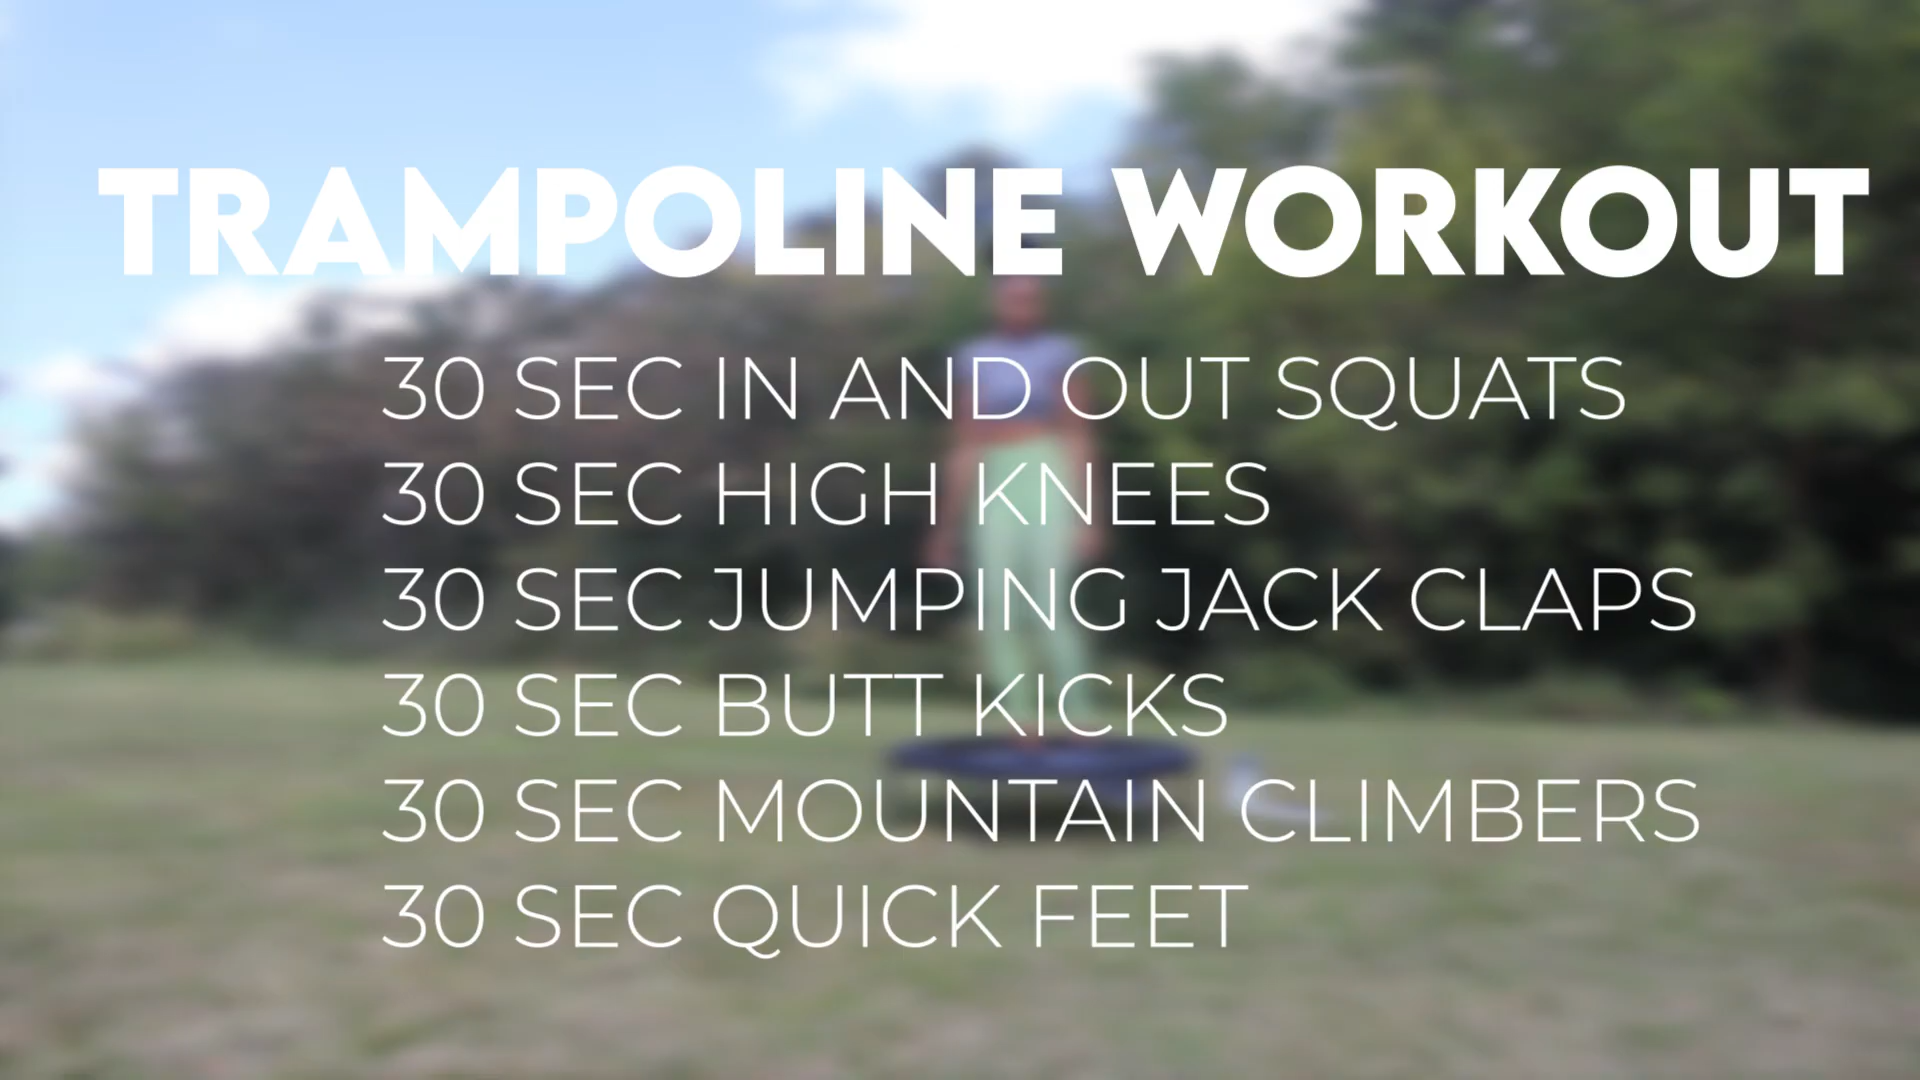 TRAMPOLINE WORKOUT
30 SEC IN AND OUT SQUATS
30 SEC HIGH KNEES
30 SEC JUMPING JACK CLAPS
30 SEC BUTT KICKS
30 SEC MOUNTAIN CLIMBERS
30 SEC QUICK FEET